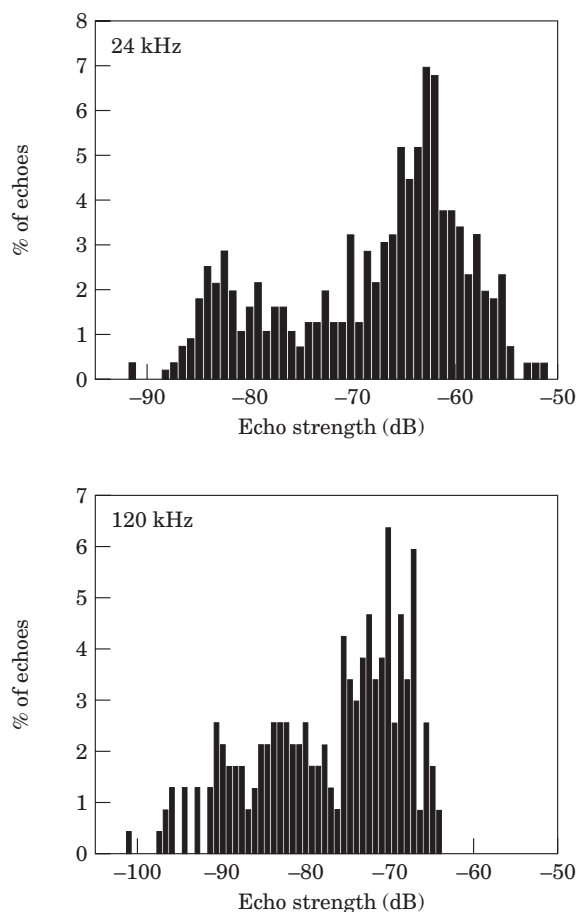 8
24 kHz
7
6
5
4
3
2
1
0
% of echoes
–90 –80 –70 –60 –50
Echo strength (dB)
7
120 kHz
6
5
4
3
2
1
0
% of echoes
–100 –90 –80 –70 –60 –50
Echo strength (dB)